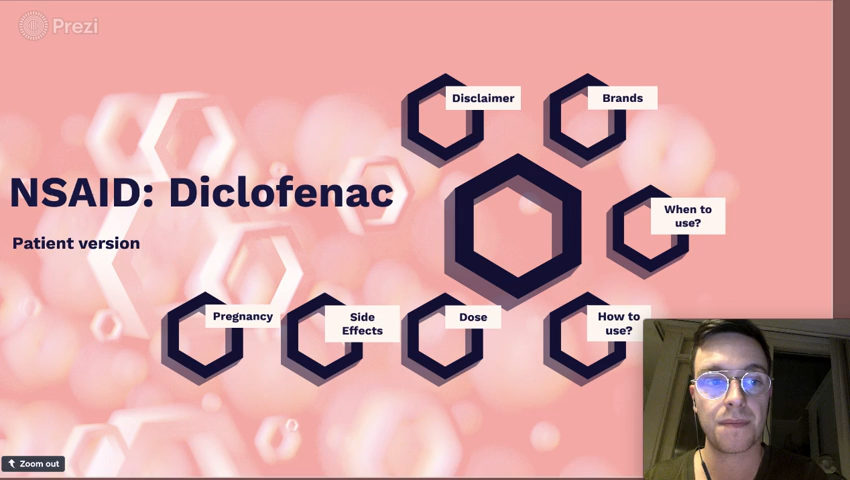 Prezi
Disclaimer
Brands
NSAID: Diclofenac
When to
use?
Patient version
Pregnancy
Side
Effects
Dose
How to
use?
Zoom out